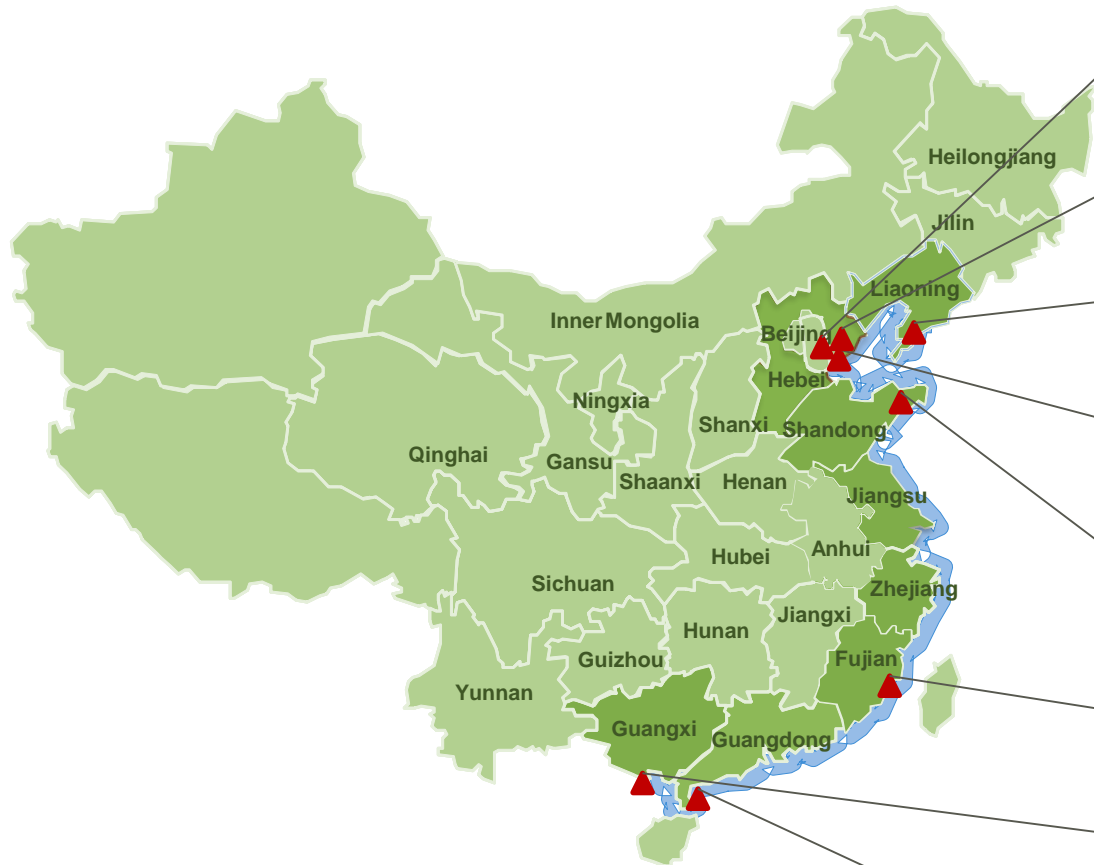 Heilongjiang
Jilin
Liaoning
Inner Mongolia
Beijing
Hebei
Ningxia
Shanxi
Shandong
Qinghai
Gansu
Shaanxi
Henan
Jiangsu
Anhui
Hubei
Sichuan
Zhejiang
Jiangxi
Hunan
Guizhou
Fujian
Yunnan
Guangxi
Guangdong